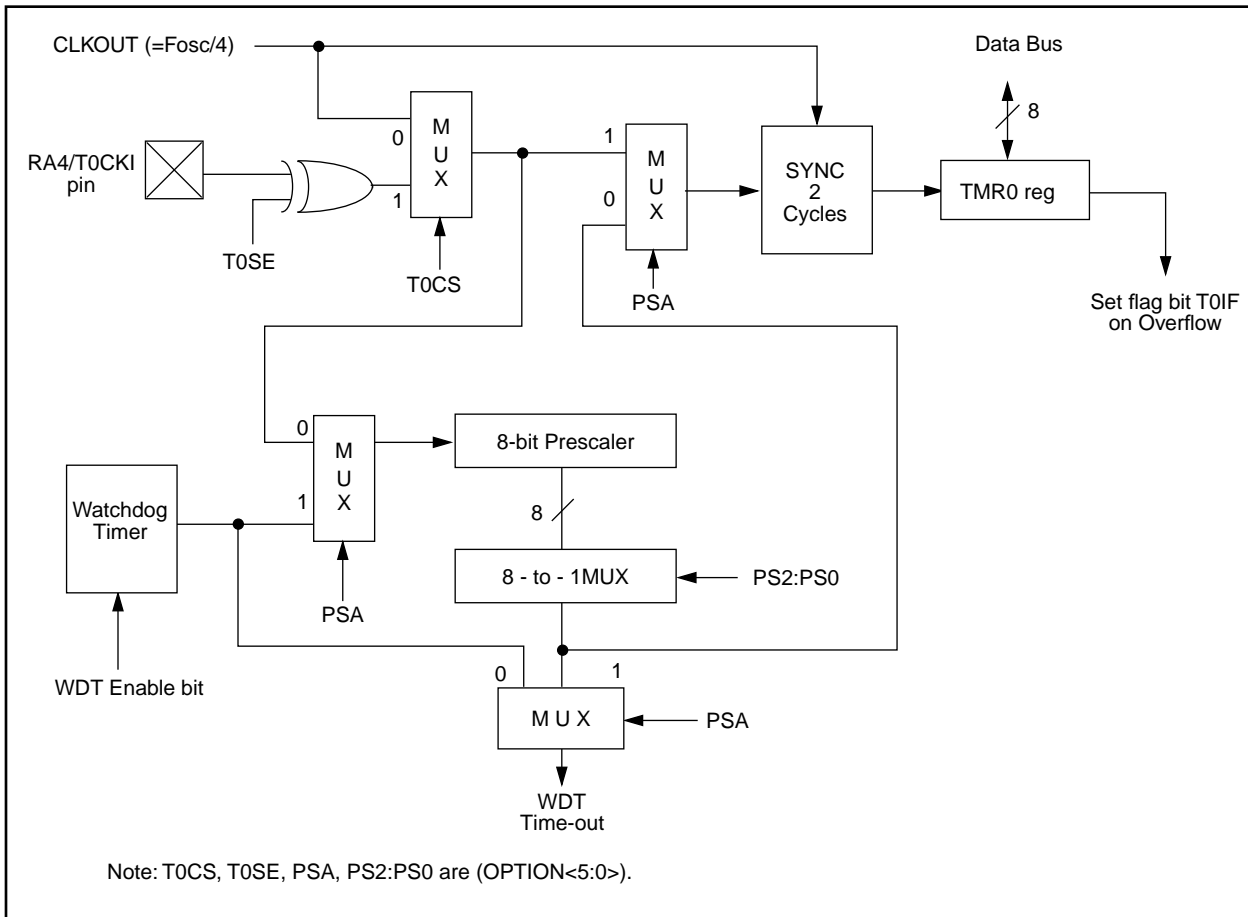 CLKOUT (=Fosc/4)
Data Bus
8
M
U
X
0
1
RA4/T0CKI
pin
T0SE
T0CS
1
0
M
U
X
PSA
SYNC
2
Cycles
TMR0 reg
Set flag bit T0IF
on Overflow
0
1
M
U
X
PSA
8-bit Prescaler
Watchdog
Timer
8
8 - to - 1MUX
PS2:PS0
WDT Enable bit
0
1
M U X
PSA
WDT
Time-out
Note: T0CS, T0SE, PSA, PS2:PS0 are (OPTION<5:0>).